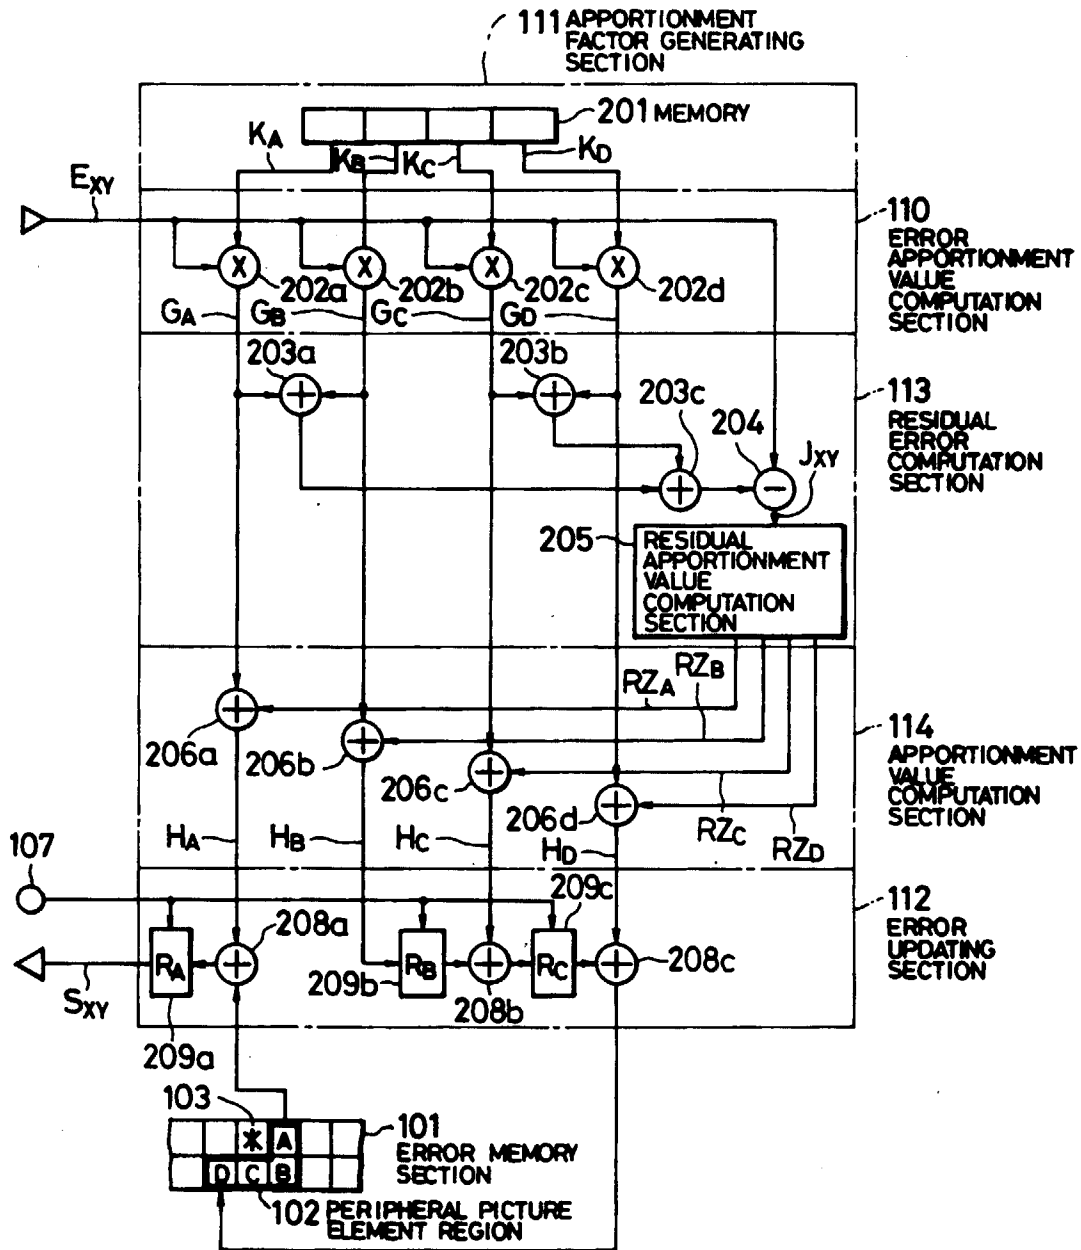 111 APPORTIONMENT
FACTOR GENERATING
SECTION
201 MEMORY
KA
KB
KC
KD
EXY
110
ERROR
APPORTIONMENT
VALUE
COMPUTATION
SECTION
X
X
X
X
202a
202b
202c
202d
GA
GB
GC
GD
203a
203b
203c
204
JXY
+
+
+
−
113
RESIDUAL
ERROR
COMPUTATION
SECTION
205
RESIDUAL
APPORTIONMENT
VALUE
COMPUTATION
SECTION
RZA
RZB
RZC
RZD
+
+
+
+
206a
206b
206c
206d
114
APPORTIONMENT
VALUE
COMPUTATION
SECTION
HA
HB
HC
HD
107
208a
209c
RA
+
RB
+
RC
+
208c
209b
208b
SXY
209a
112
ERROR
UPDATING
SECTION
103
* A
D C B
101
ERROR MEMORY
SECTION
102 PERIPHERAL PICTURE
ELEMENT REGION